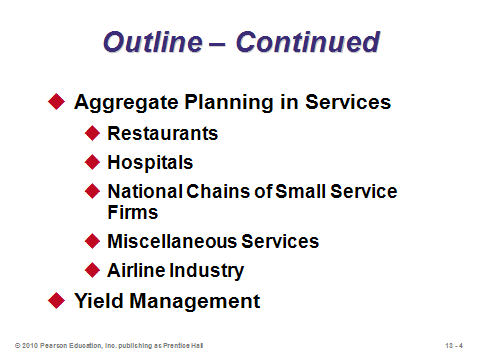 Outline – Continued
Aggregate Planning in Services
Restaurants
Hospitals
National Chains of Small Service
Firms
Miscellaneous Services
Airline Industry
Yield Management
© 2010 Pearson Education, Inc. publishing as Prentice Hall
13 - 4